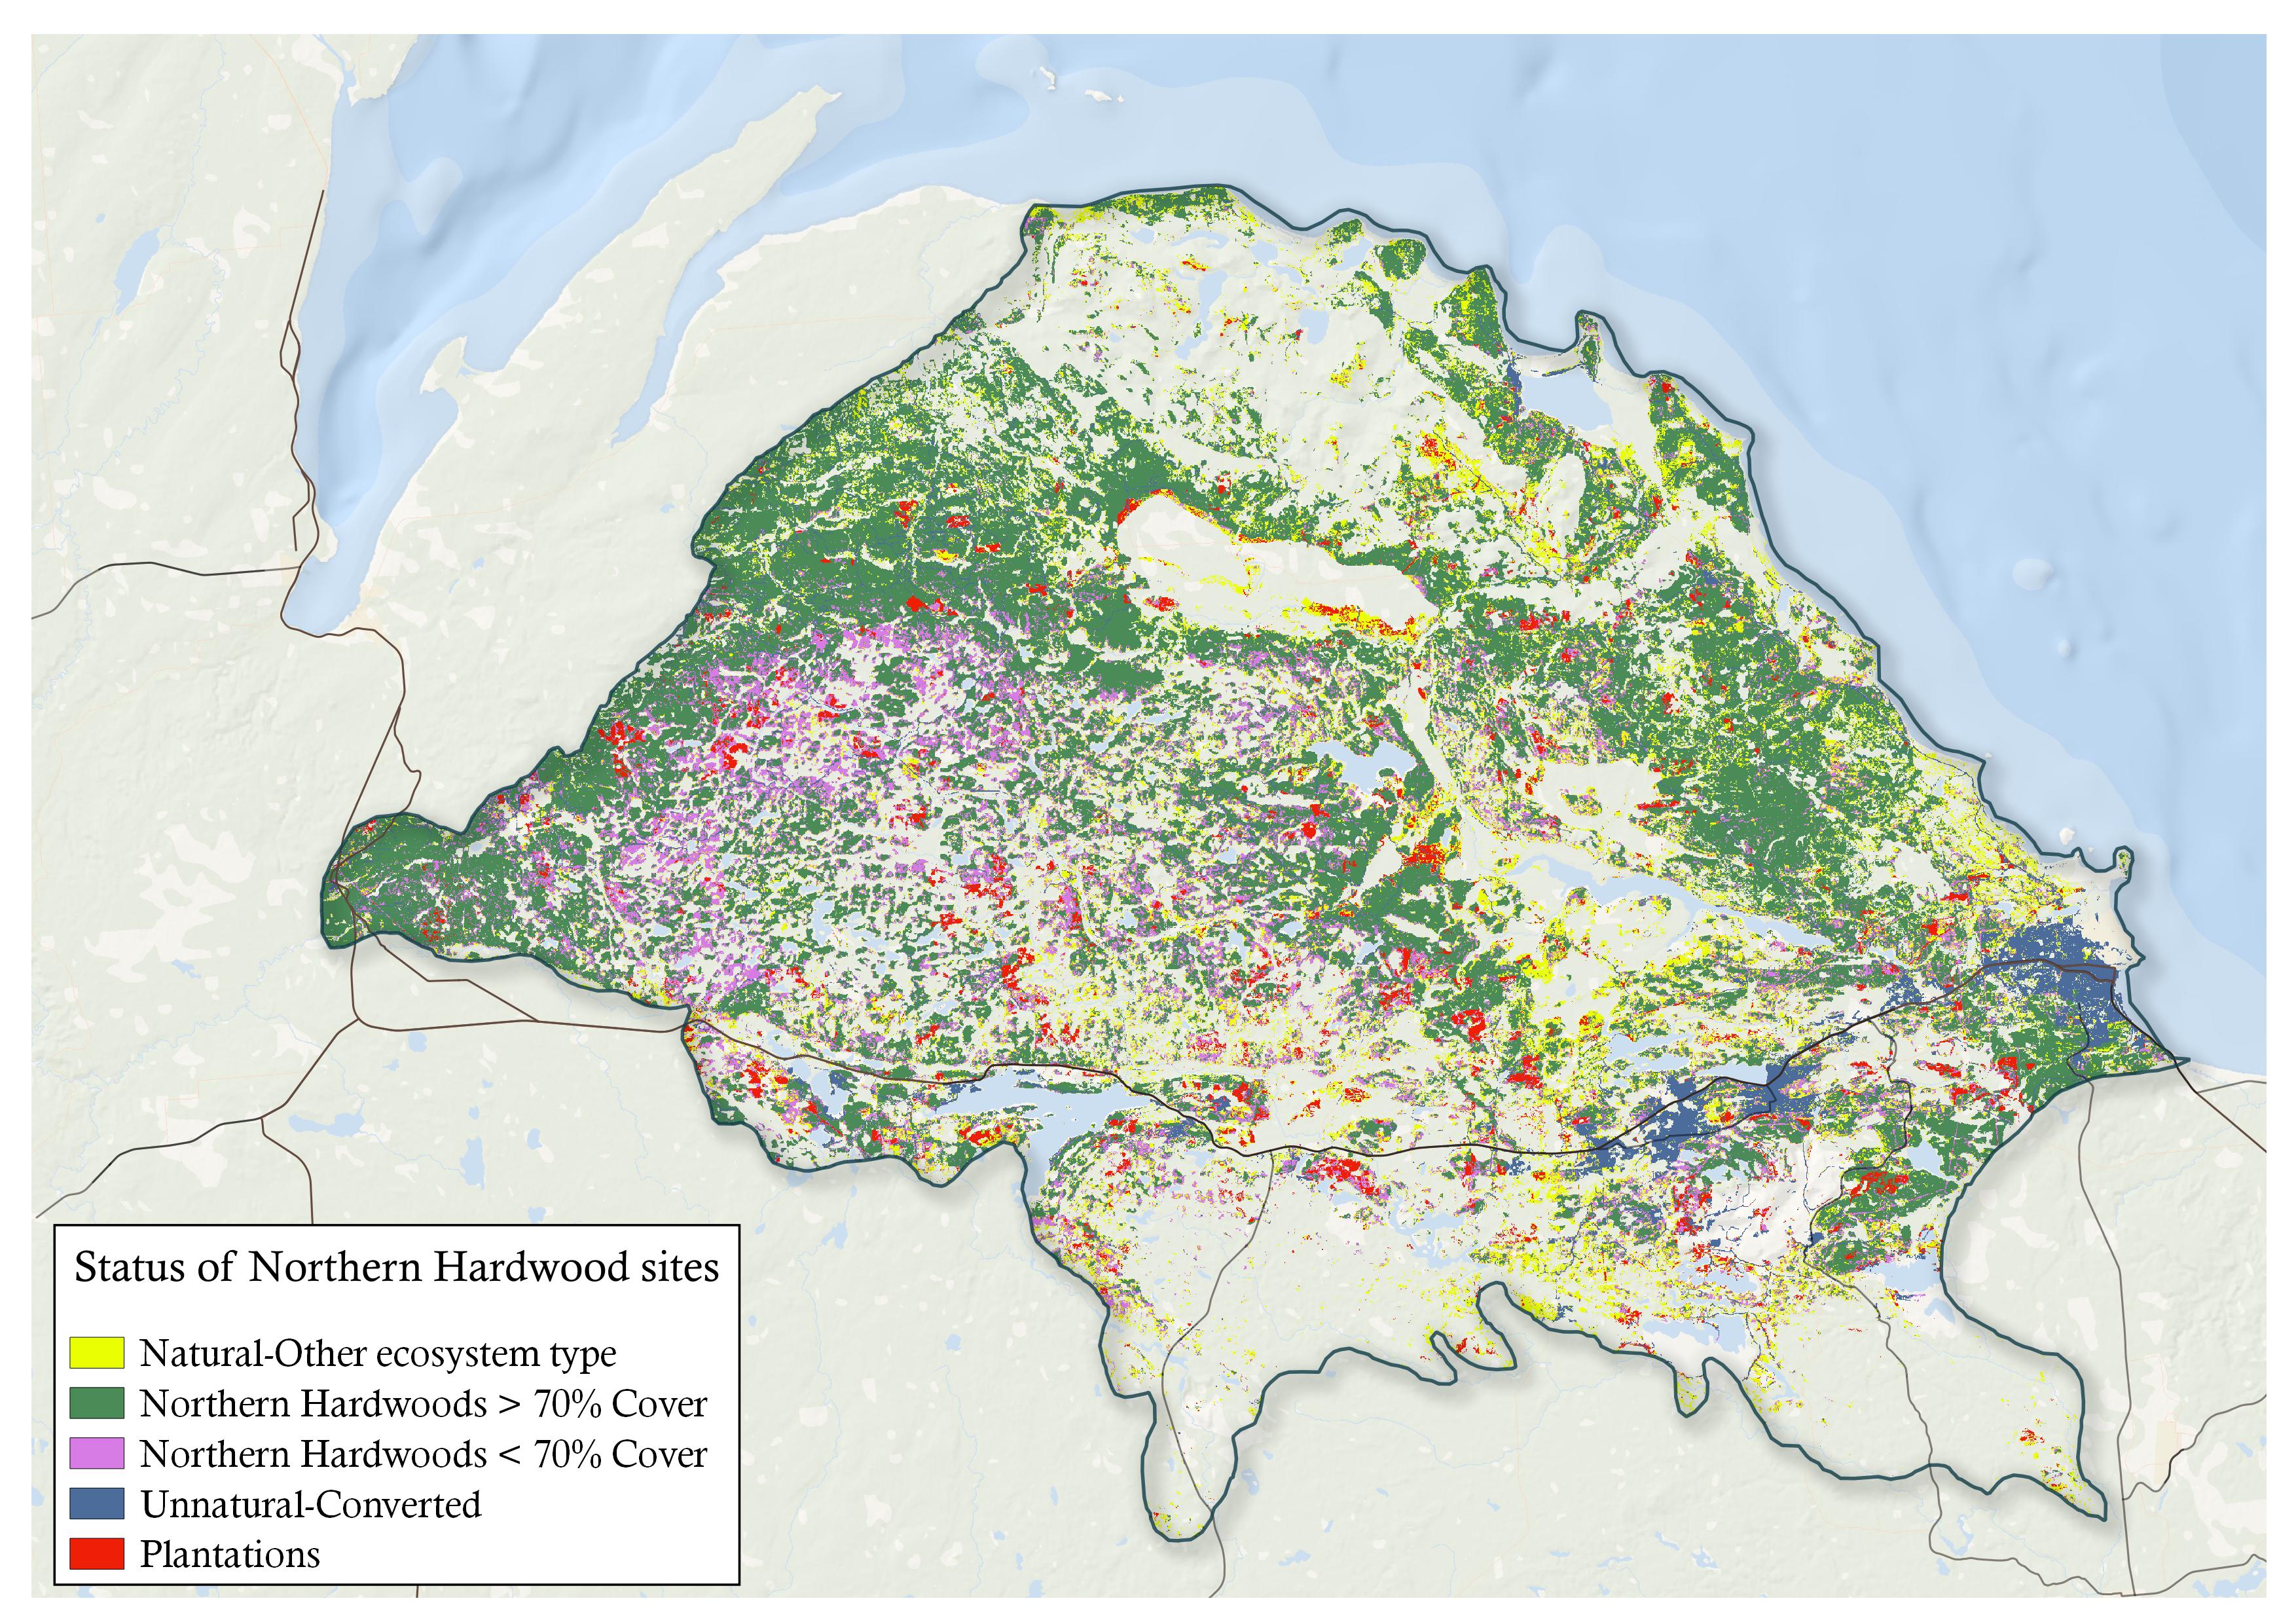 Status of Northern Hardwood sites
Natural-Other ecosystem type
Northern Hardwoods > 70% Cover
Northern Hardwoods < 70% Cover
Unnatural-Converted
Plantations